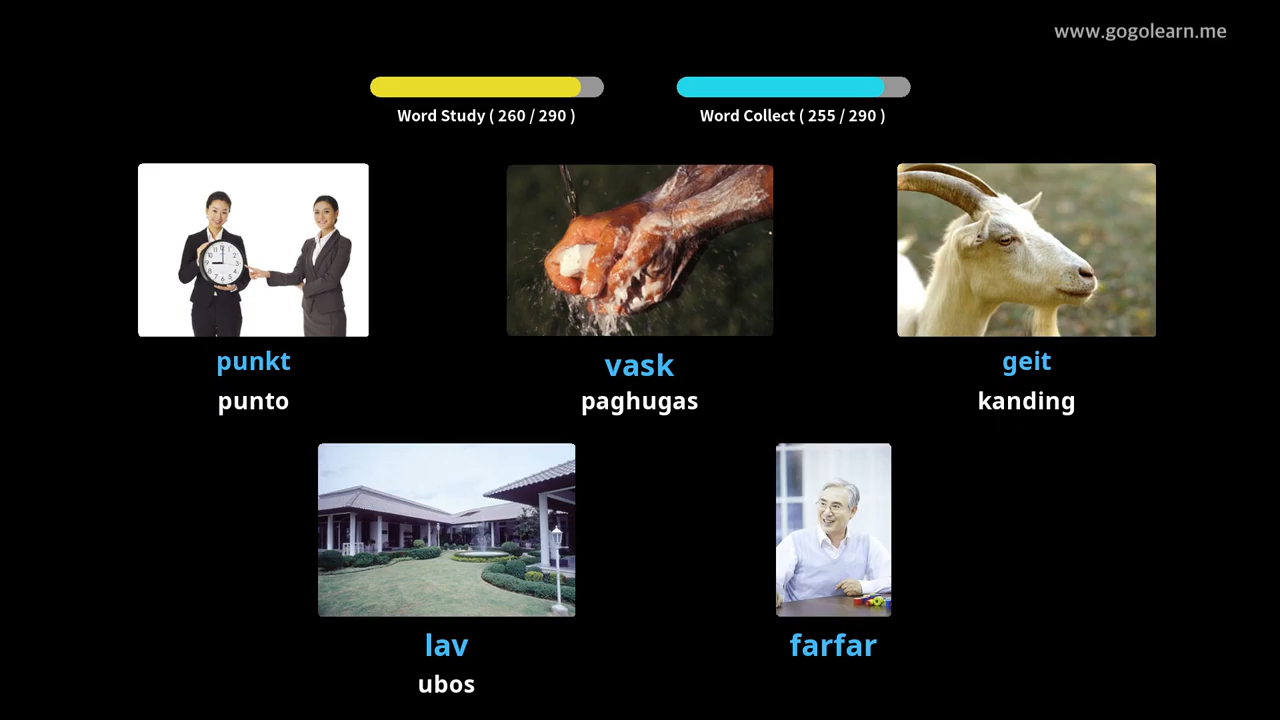 www.gogolearn.me
Word Study ( 260 / 290 )
Word Collect ( 255 / 290 )
punkt
punto
vask
paghugas
geit
kanding
lav
ubos
farfar